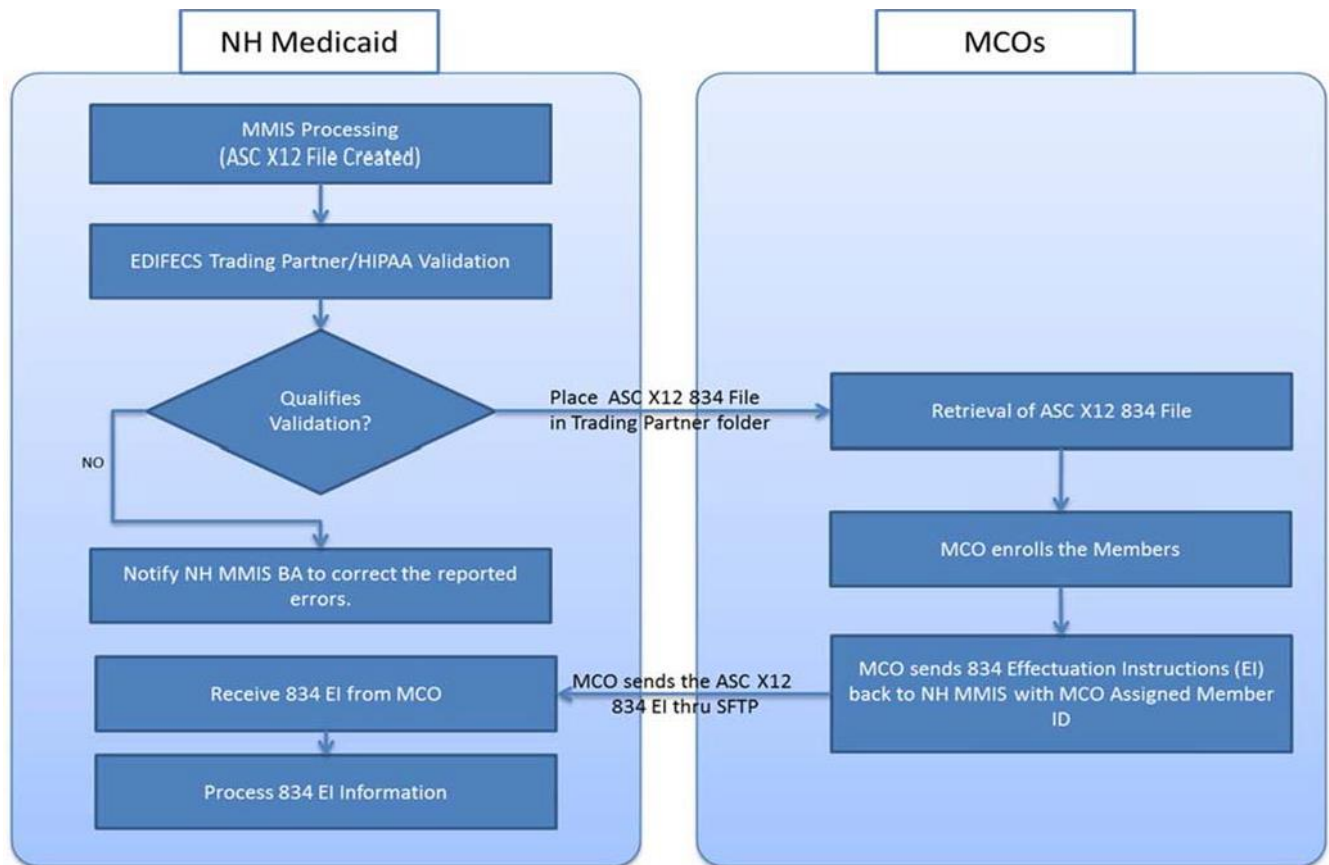 NH Medicaid
MCOs
MMIS Processing
(ASC X12 File Created)
EDIFECS Trading Partner/HIPAA Validation
Qualifies
Validation?
NO
Place ASC X12 834 File
in Trading Partner folder
Retrieval of ASC X12 834 File
MCO enrolls the Members
Notify NH MMIS BA to correct the reported
errors.
MCO sends 834 Effectuation Instructions (EI)
back to NH MMIS with MCO Assigned Member
ID
MCO sends the ASC X12
834 EI thru SFTP
Receive 834 EI from MCO
Process 834 EI Information